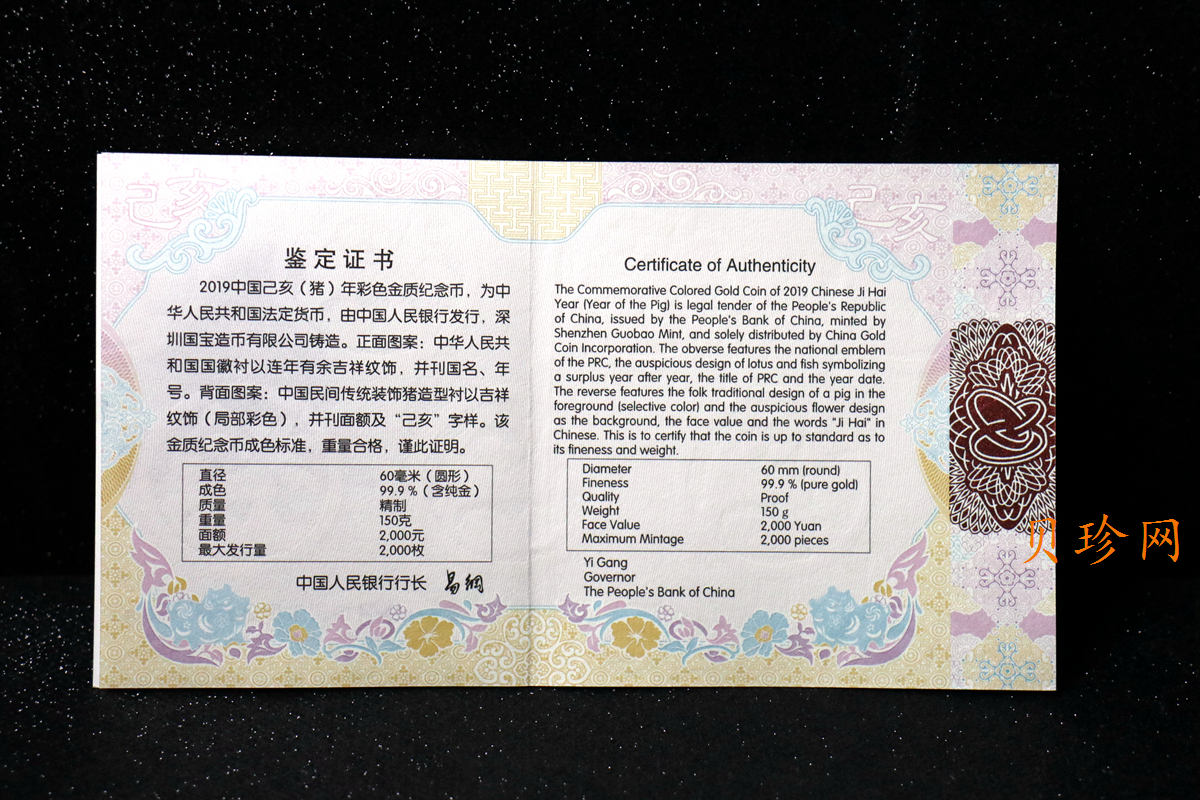 己亥
己亥
鉴定证书
2019中国己亥（猪）年彩色金质纪念币，为中
华人民共和国法定货币，由中国人民银行发行，深
圳国宝造币有限公司铸造。正面图案：中华人民共
和国国徽衬以连年有余吉祥纹饰，并刊国名、年
号。背面图案：中国民间传统装饰猪造型衬以吉祥
纹饰（局部彩色），并刊面额及“己亥”字样。该
金质纪念币成色标准，重量合格，谨此证明。
直径 60毫米（圆形）
成色 99.9 %（含纯金）
质量 精制
重量 150克
面额 2,000元
最大发行量 2,000枚
中国人民银行行长 易纲
Certificate of Authenticity
The Commemorative Colored Gold Coin of 2019 Chinese Ji Hai
Year (Year of the Pig) is legal tender of the People's Republic
of China, issued by the People's Bank of China, minted by
Shenzhen Guobao Mint, and solely distributed by China Gold
Coin Incorporation. The obverse features the national emblem
of the PRC, the auspicious design of lotus and fish symbolizing
a surplus year after year, the title of PRC and the year date.
The reverse features the folk traditional design of a pig in the
foreground (selective color) and the auspicious flower design
as the background, the face value and the words "Ji Hai" in
Chinese. This is to certify that the coin is up to standard as to
its fineness and weight.
Diameter 60 mm (round)
Fineness 99.9 % (pure gold)
Quality Proof
Weight 150 g
Face Value 2,000 Yuan
Maximum Mintage 2,000 pieces
Yi Gang
Governor
The People's Bank of China
贝珍网